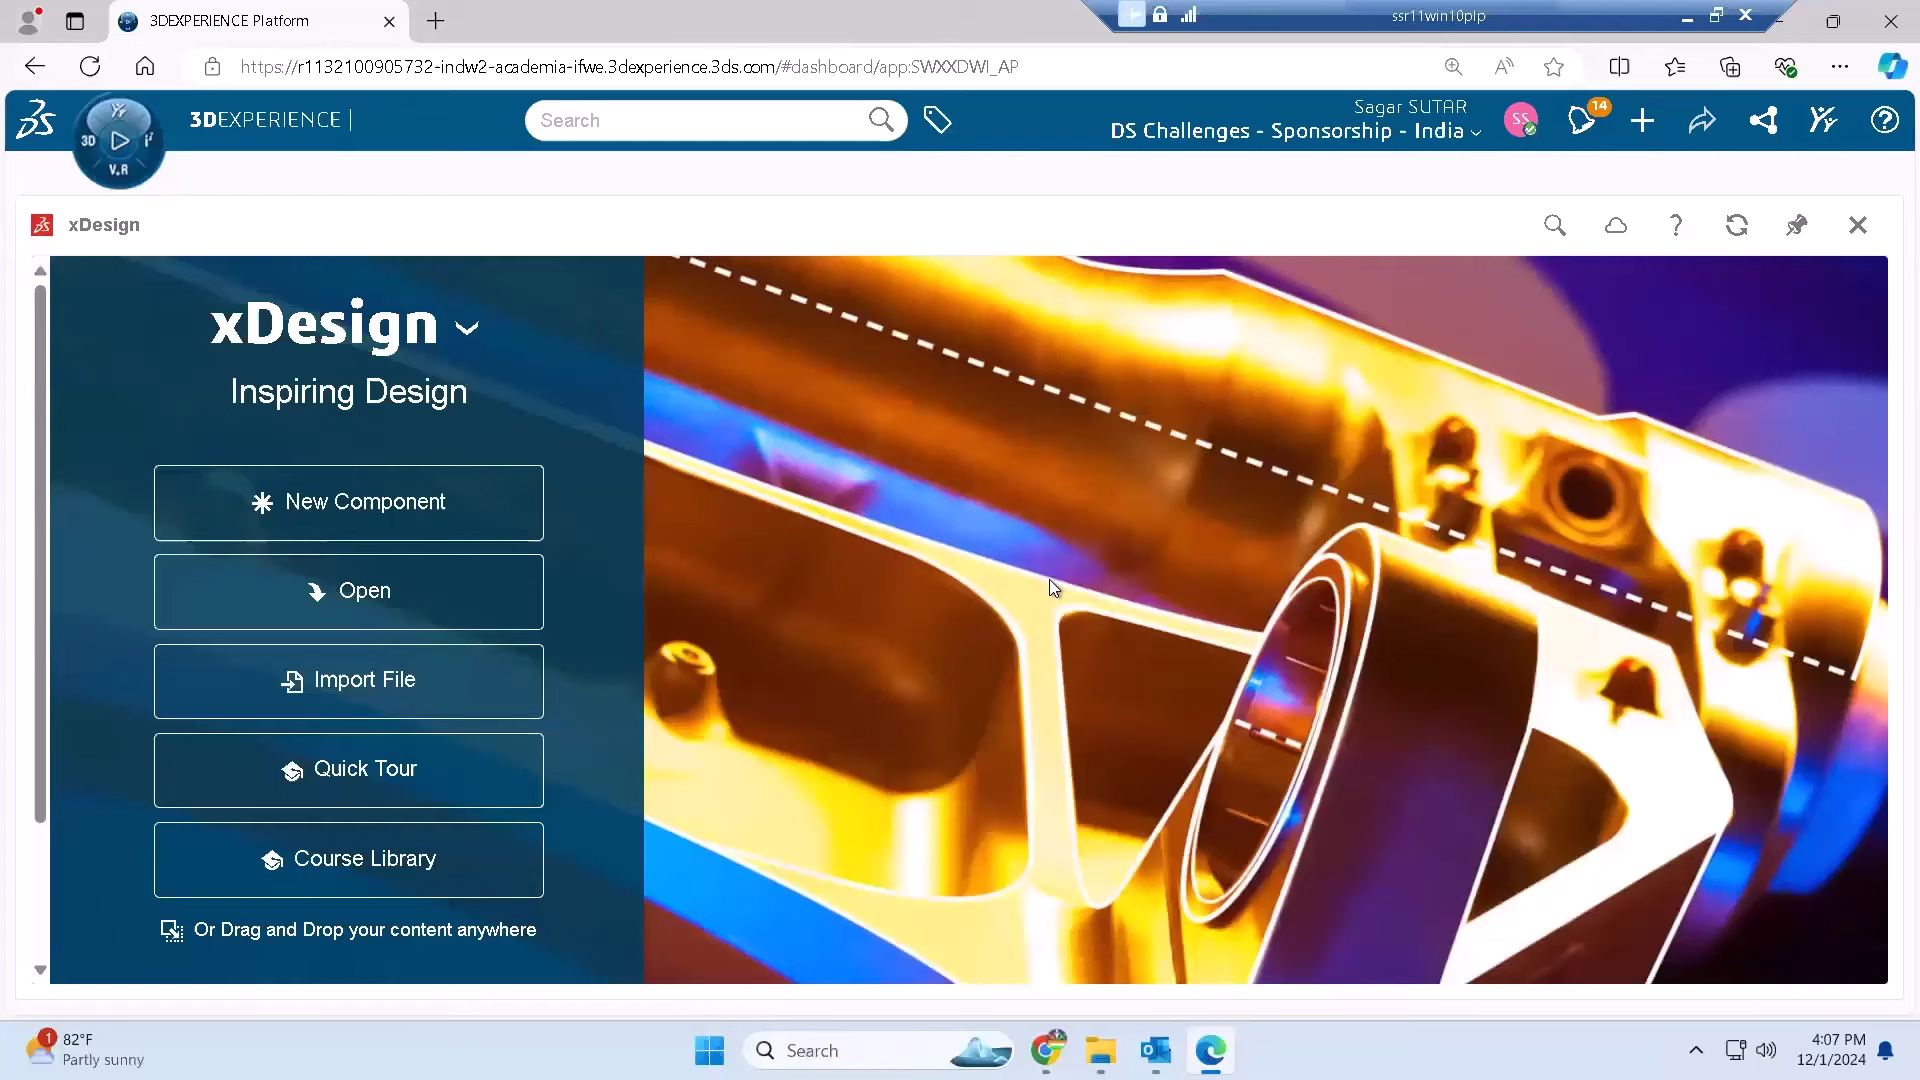 3DEXPERIENCE Platform
ssr11win10plp
https://r1132100905732-indw2-academia-ifwe.3dexperience.3ds.com/#dashboard/app:SWXXDWI_AP
3D
V.R
3DEXPERIENCE |
Search
Sagar SUTAR
DS Challenges - Sponsorship - India
SS
14
xDesign
xDesign
Inspiring Design
New Component
Open
Import File
Quick Tour
Course Library
Or Drag and Drop your content anywhere
1
82°F
Partly sunny
Search
4:07 PM
12/1/2024